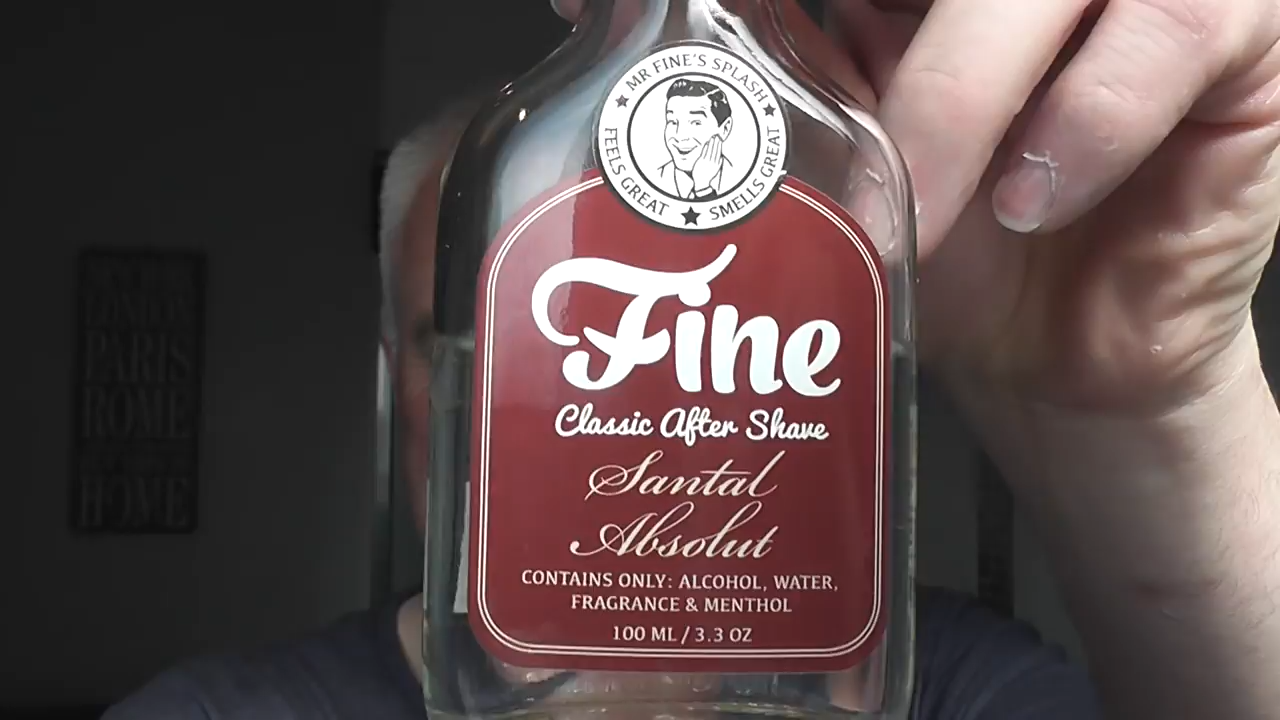 MR FINE'S SPLASH
FEELS GREAT ★ SMELLS GREAT
Fine
Classic After Shave
Santal
Absolut
CONTAINS ONLY: ALCOHOL, WATER,
FRAGRANCE & MENTHOL
100 ML / 3.3 OZ
LONDON
PARIS
ROME
HOME